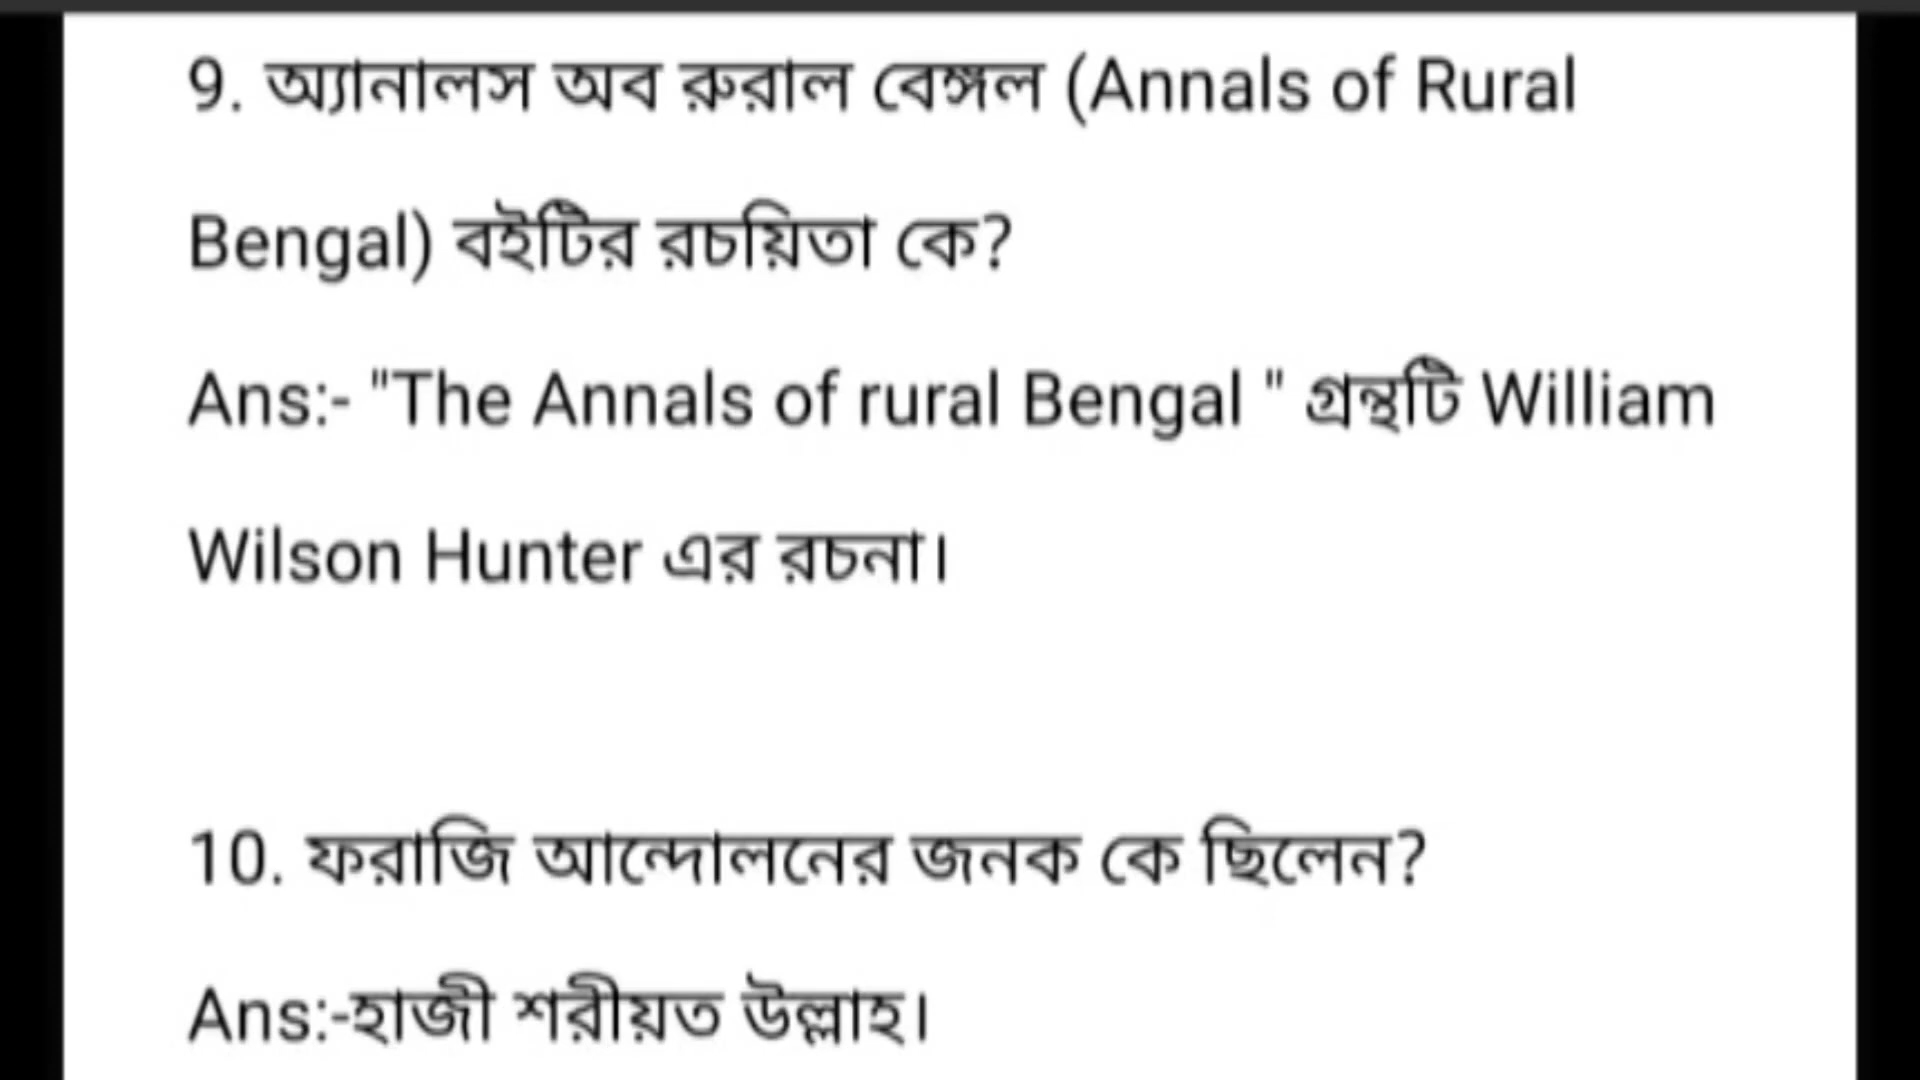 9. অ্যানালস অব রুরাল বেঙ্গল (Annals of Rural
Bengal) বইটির রচয়িতা কে?
Ans:- "The Annals of rural Bengal " গ্রন্থটি William
Wilson Hunter এর রচনা।
10. ফরাজি আন্দোলনের জনক কে ছিলেন?
Ans:-হাজী শরীয়ত উল্লাহ।